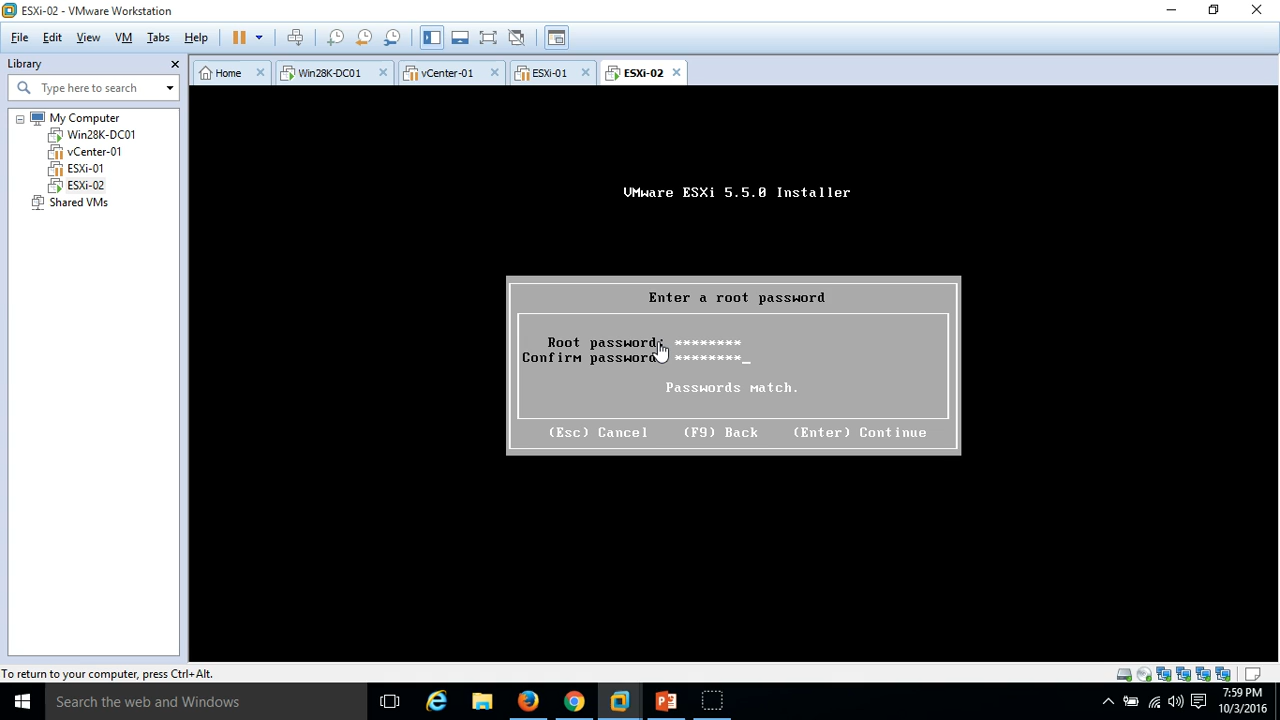 ESXi-02 - VMware Workstation
File Edit View VM Tabs Help
Library
Type here to search
My Computer
Win28K-DC01
vCenter-01
ESXi-01
ESXi-02
Shared VMs
Home Win28K-DC01 vCenter-01 ESXi-01 ESXi-02
VMware ESXi 5.5.0 Installer
Enter a root password
Root password: ********
Confirm password ********_
Passwords match.
(Esc) Cancel (F9) Back (Enter) Continue
To return to your computer, press Ctrl+Alt.
Search the web and Windows
7:59 PM
10/3/2016